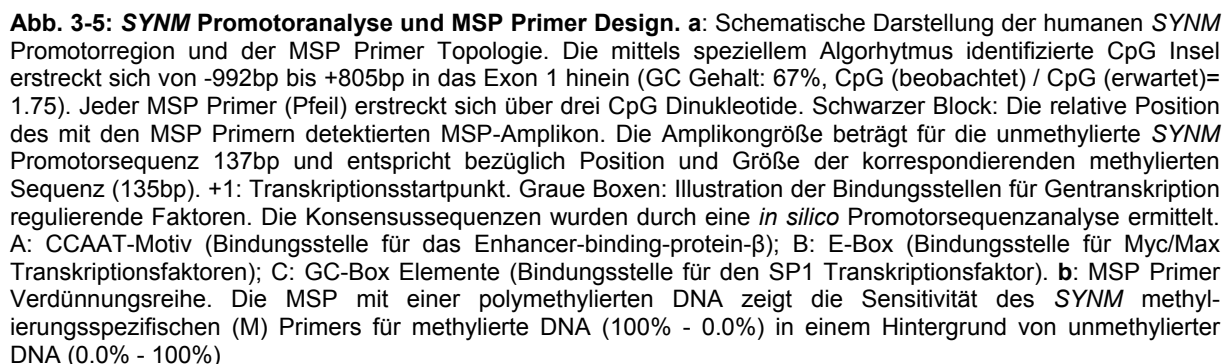 Abb. 3-5: SYNM Promotoranalyse und MSP Primer Design. a: Schematische Darstellung der humanen SYNM
Promotorregion und der MSP Primer Topologie. Die mittels speziellem Algorhytmus identifizierte CpG Insel
erstreckt sich von -992bp bis +805bp in das Exon 1 hinein (GC Gehalt: 67%, CpG (beobachtet) / CpG (erwartet)=
1.75). Jeder MSP Primer (Pfeil) erstreckt sich über drei CpG Dinukleotide. Schwarzer Block: Die relative Position
des mit den MSP Primern detektierten MSP-Amplikon. Die Amplikongröße beträgt für die unmethylierte SYNM
Promotorsequenz 137bp und entspricht bezüglich Position und Größe der korrespondierenden methylierten
Sequenz (135bp). +1: Transkriptionsstartpunkt. Graue Boxen: Illustration der Bindungsstellen für Gentranskription
regulierende Faktoren. Die Konsensussequenzen wurden durch eine in silico Promotorsequenzanalyse ermittelt.
A: CCAAT-Motiv (Bindungsstelle für das Enhancer-binding-protein-β); B: E-Box (Bindungsstelle für Myc/Max
Transkriptionsfaktoren); C: GC-Box Elemente (Bindungsstelle für den SP1 Transkriptionsfaktor). b: MSP Primer
Verdünnungsreihe. Die MSP mit einer polymethylierten DNA zeigt die Sensitivität des SYNM methyl-
ierungsspezifischen (M) Primers für methylierte DNA (100% - 0.0%) in einem Hintergrund von unmethylierter
DNA (0.0% - 100%)